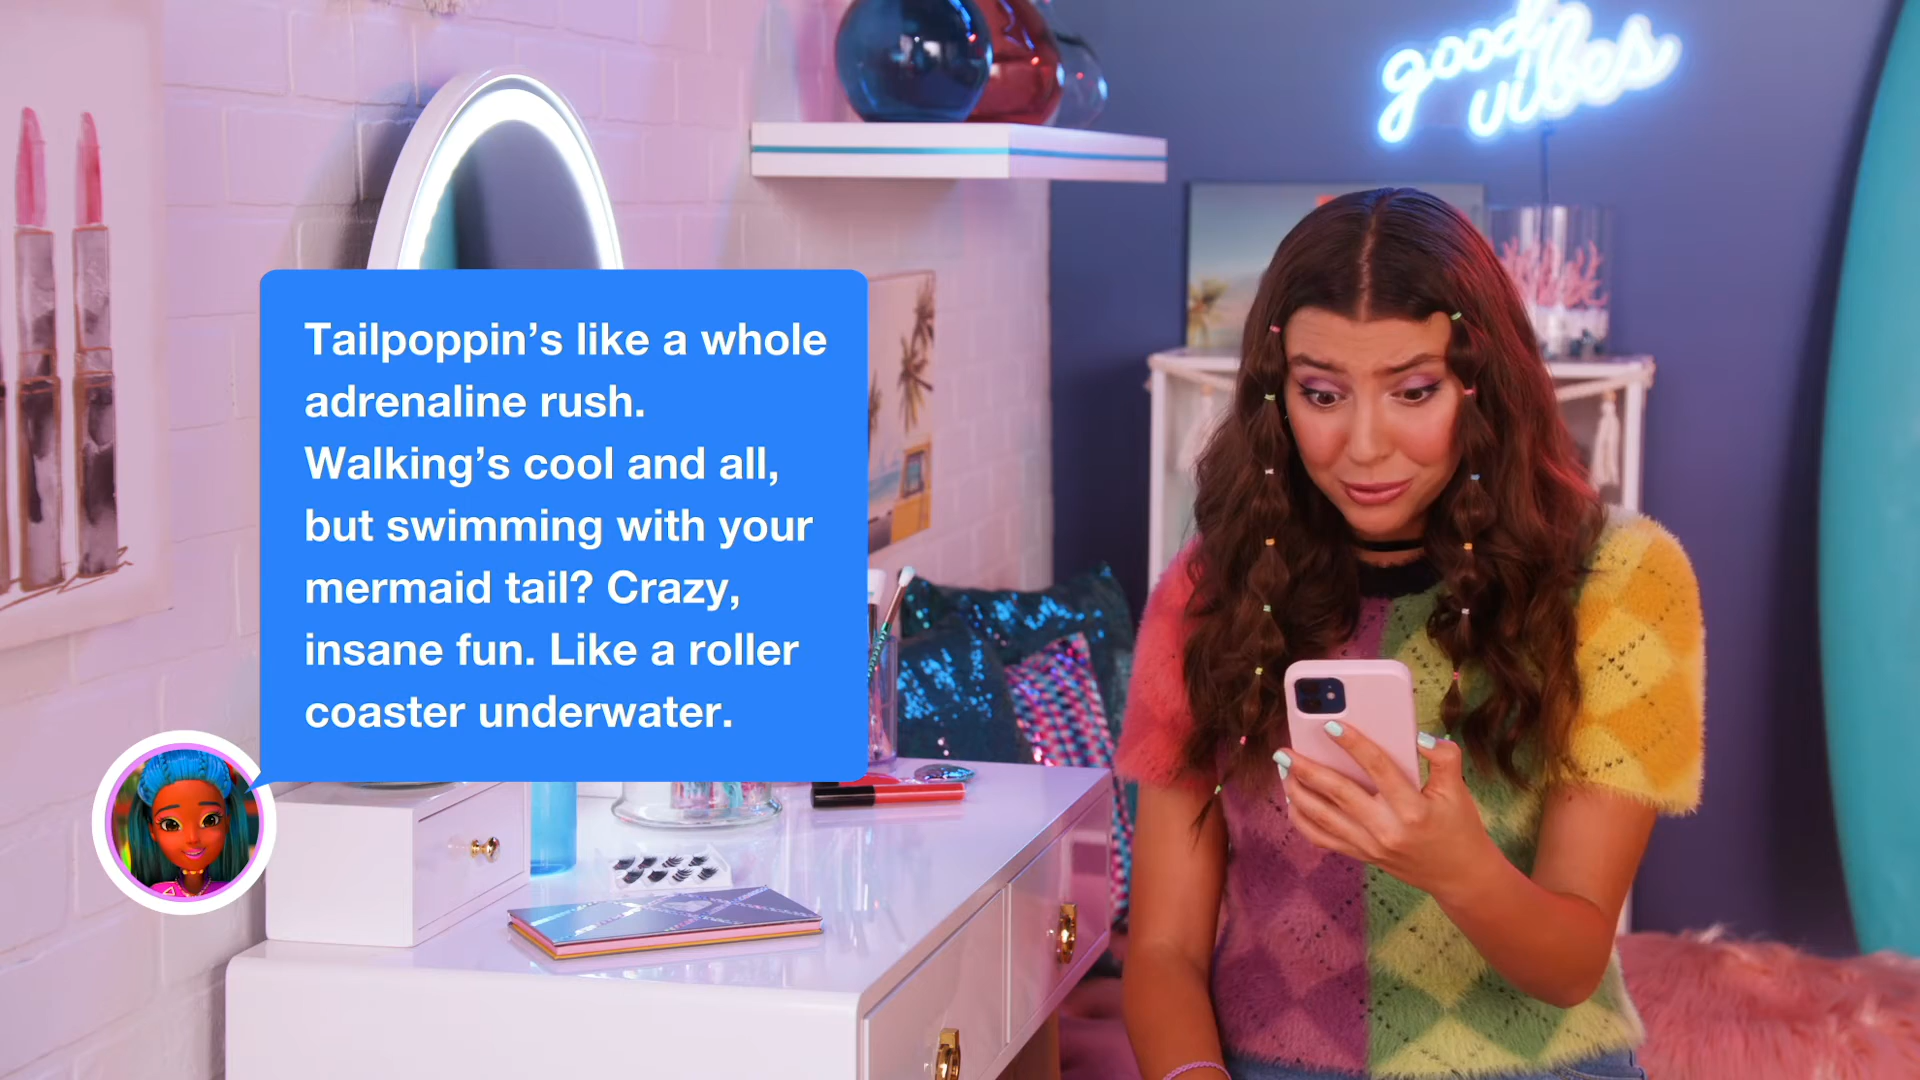 good
vibes
Tailpoppin’s like a whole
adrenaline rush.
Walking’s cool and all,
but swimming with your
mermaid tail? Crazy,
insane fun. Like a roller
coaster underwater.